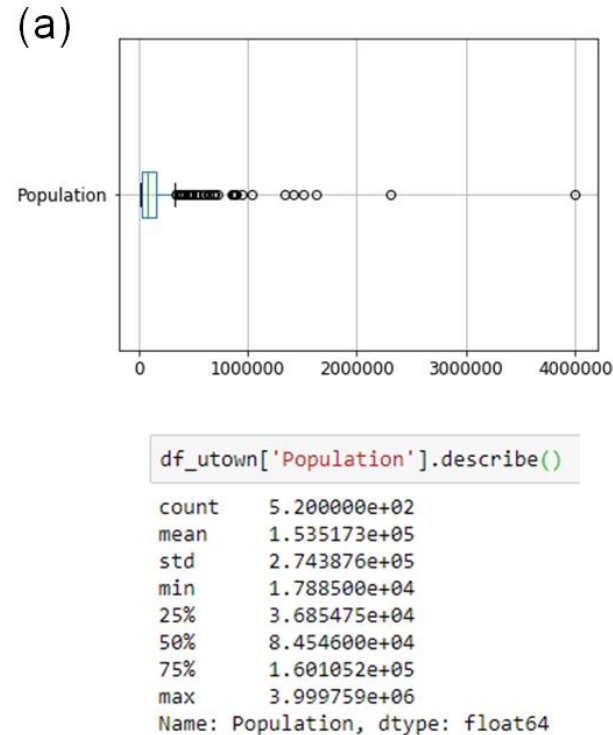 (a)
Population
0 1000000 2000000 3000000 4000000
df_utown['Population'].describe()
count 5.200000e+02
mean 1.535173e+05
std 2.743876e+05
min 1.788500e+04
25% 3.685475e+04
50% 8.454600e+04
75% 1.601052e+05
max 3.999759e+06
Name: Population, dtype: float64